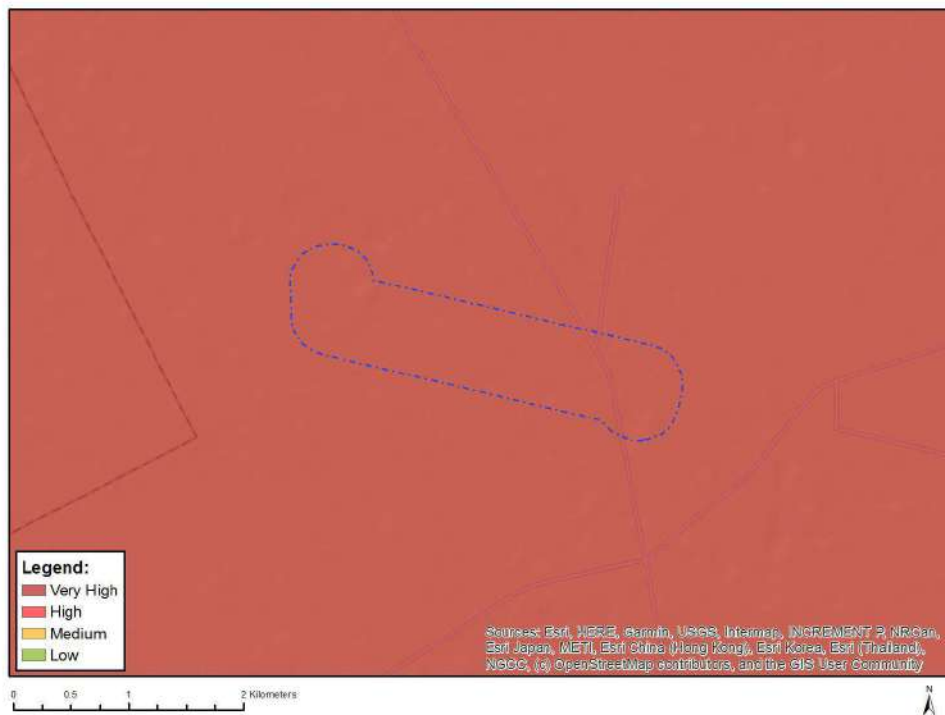 Legend:
Very High
High
Medium
Low
Sources: Esri, HERE, Garmin, USGS, Intermap, INCREMENT P, NRCan,
Esri Japan, METI, Esri China (Hong Kong), Esri Korea, Esri (Thailand),
NGCC, (c) OpenStreetMap contributors, and the GIS User Community
0 0.5 1 2 Kilometers
N